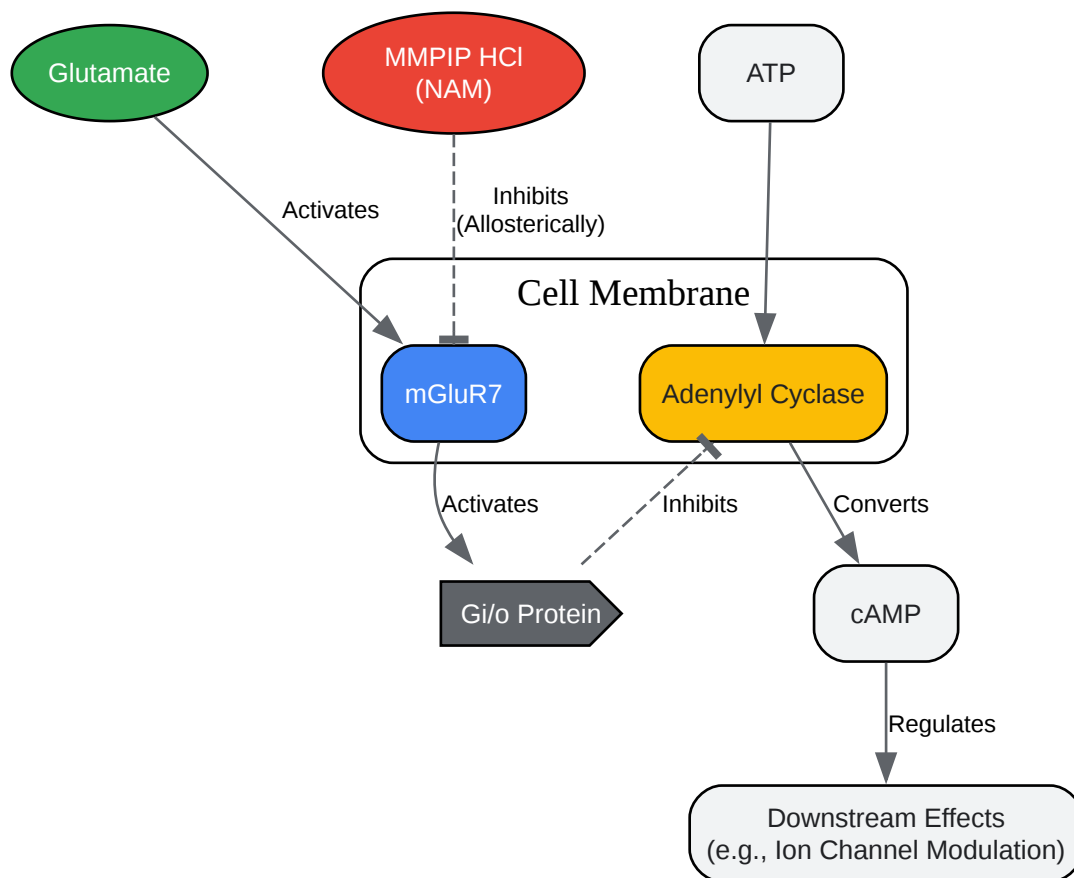 Glutamate
MMPIP HCl
(NAM)
ATP
Activates
Inhibits
(Allosterically)
Cell Membrane
mGluR7
Adenylyl Cyclase
Activates
Inhibits
Converts
Gi/o Protein
cAMP
Regulates
Downstream Effects
(e.g., Ion Channel Modulation)